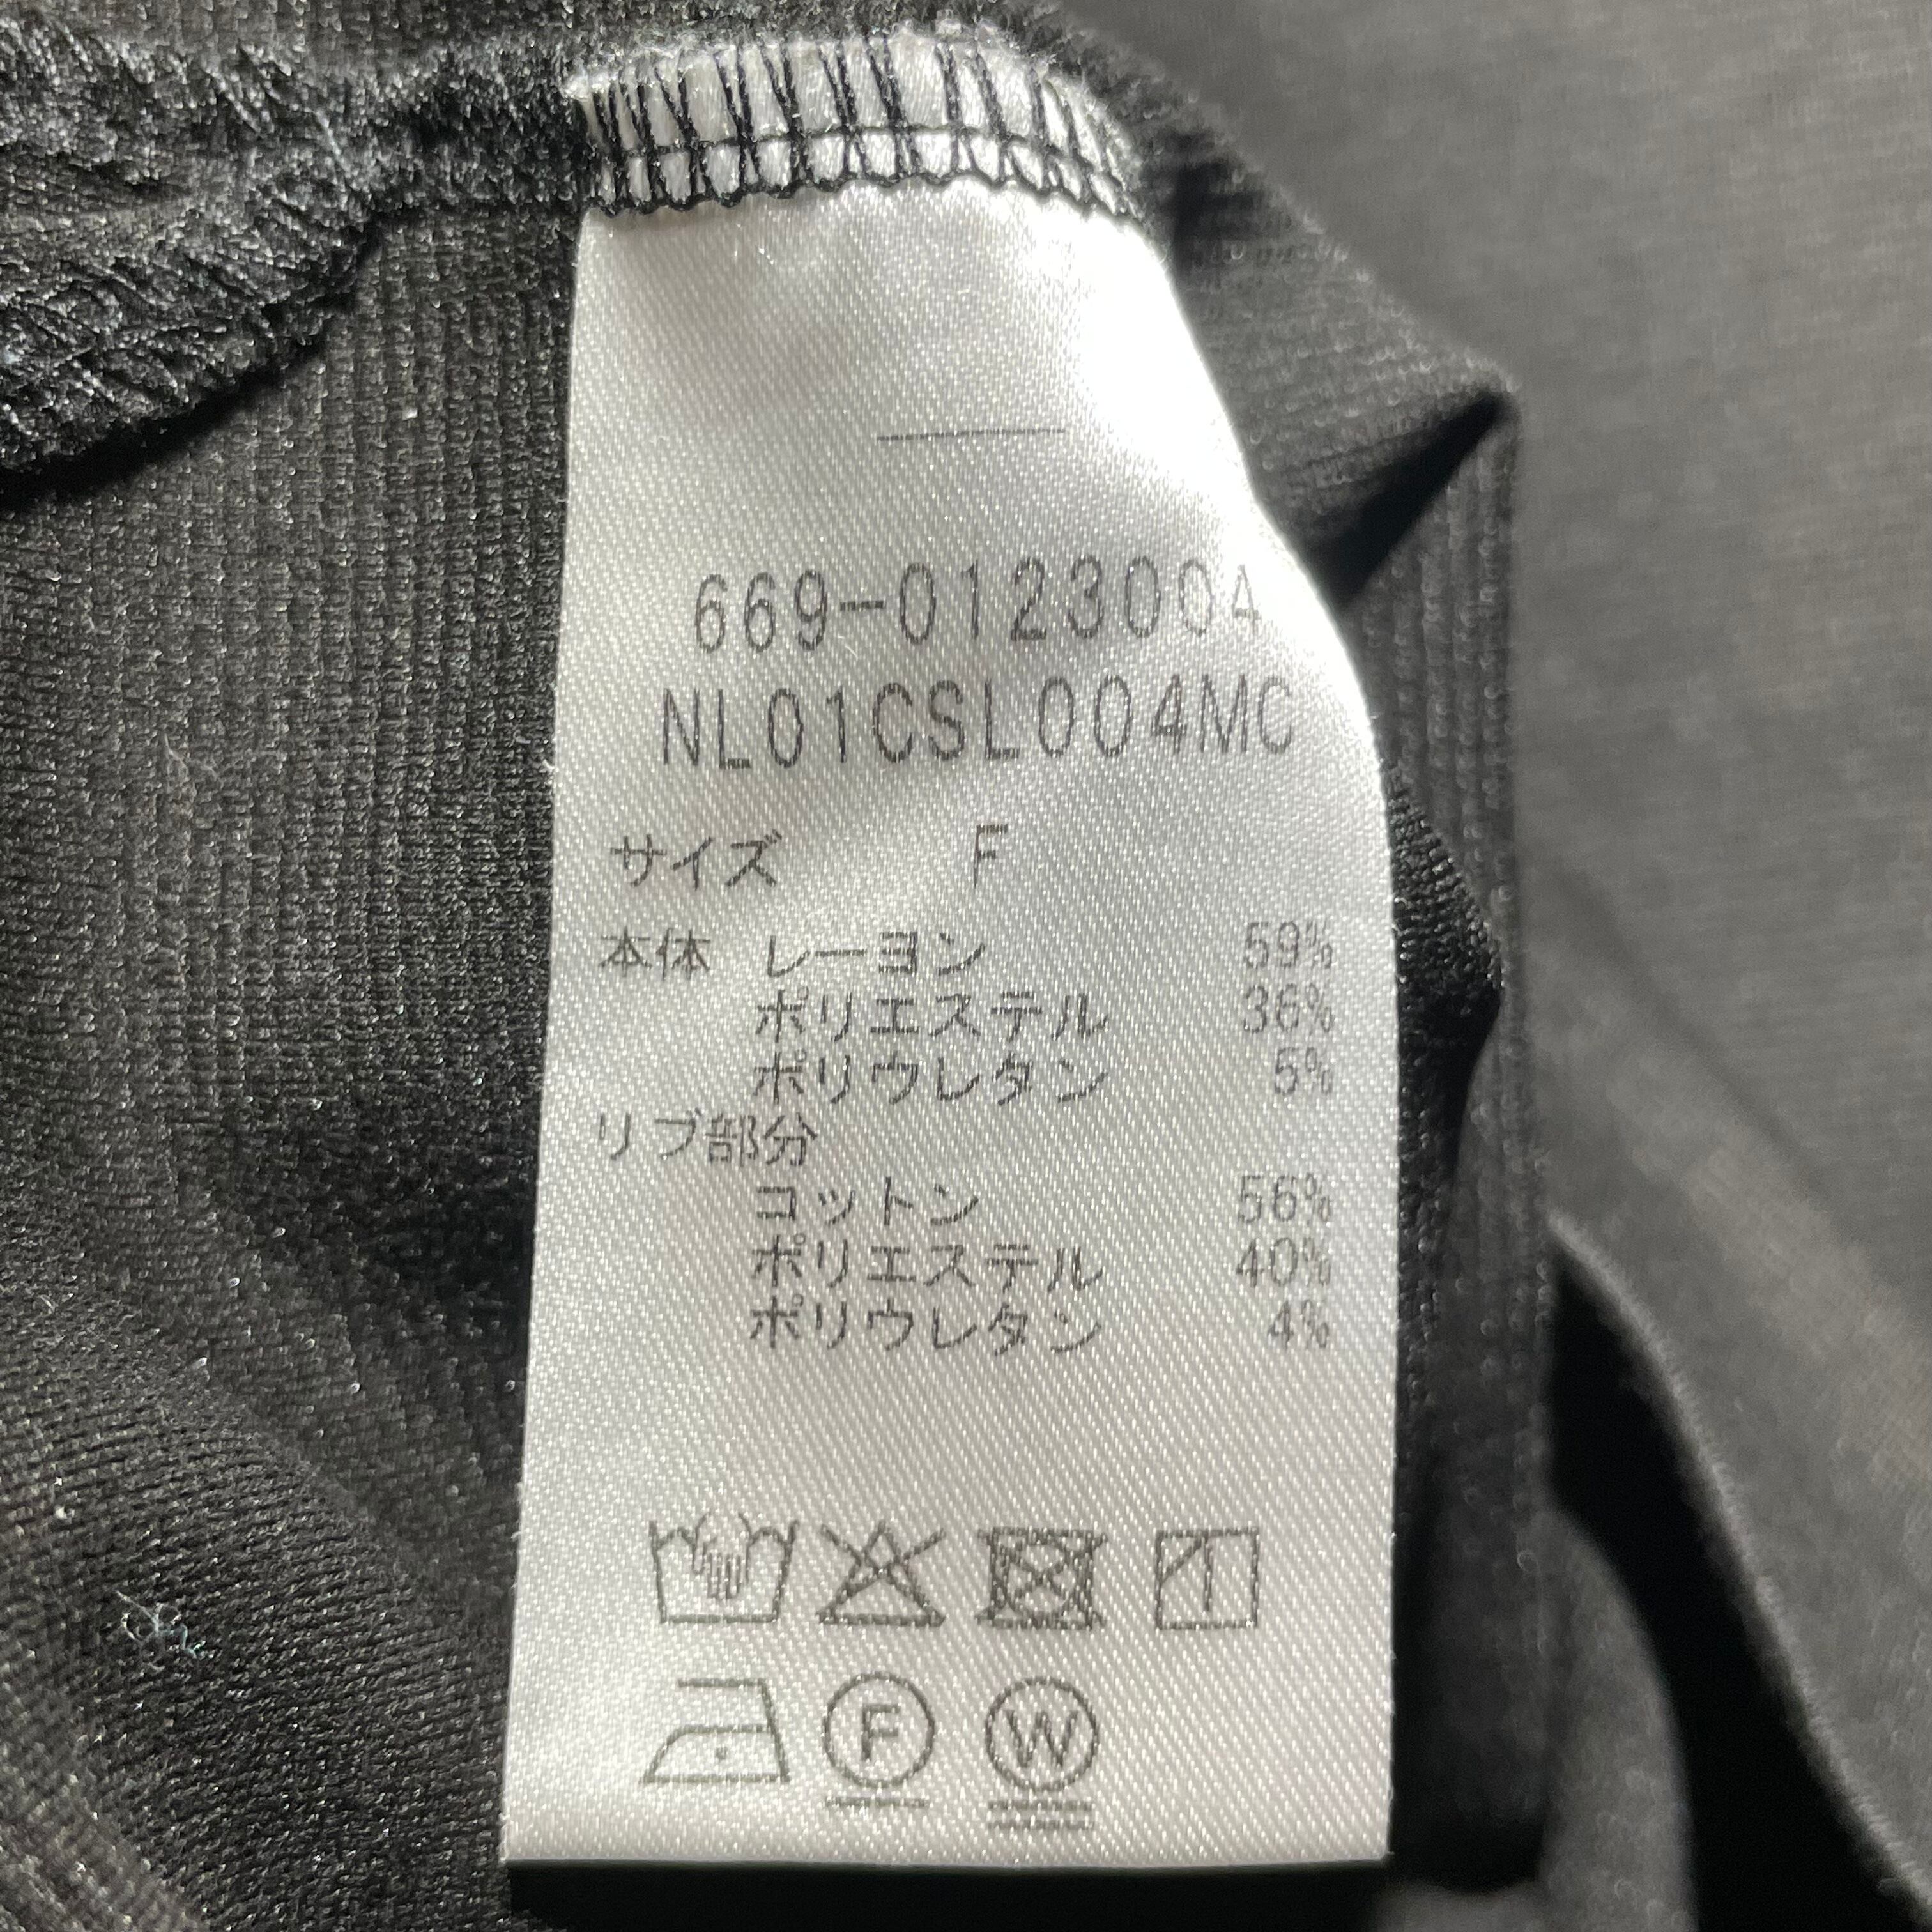 669-0123004
NL01CSL004MC
サイズ F
本体 レーヨン 59%
ポリエステル 36%
ポリウレタン 5%
リブ部分
コットン 56%
ポリエステル 40%
ポリウレタン 4%
F W